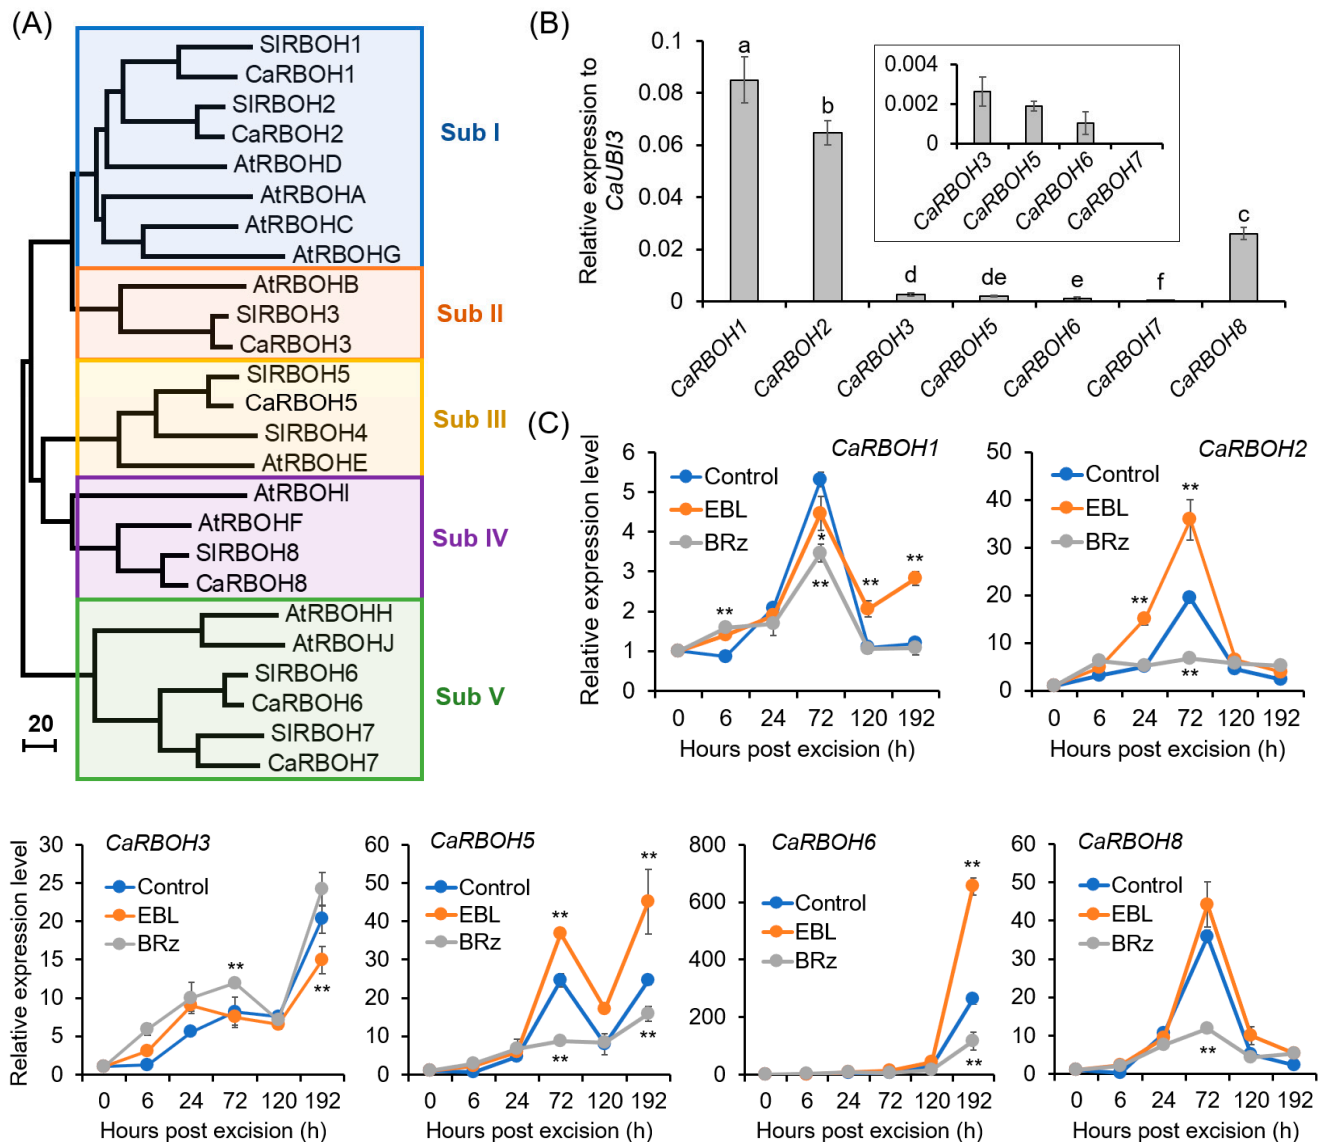 (A)
SlRBOH1
CaRBOH1
SlRBOH2
CaRBOH2
AtRBOHD
AtRBOHA
AtRBOHC
AtRBOHG
Sub I
AtRBOHB
SlRBOH3
CaRBOH3
Sub II
SlRBOH5
CaRBOH5
SlRBOH4
AtRBOHE
Sub III
AtRBOHI
AtRBOHF
SlRBOH8
CaRBOH8
Sub IV
AtRBOHH
AtRBOHJ
SlRBOH6
CaRBOH6
SlRBOH7
CaRBOH7
Sub V
20
(B)
Relative expression to
CaUBI3
0.1
0.08
0.06
0.04
0.02
0
a
b
d
de
e
f
c
CaRBOH1
CaRBOH2
CaRBOH3
CaRBOH5
CaRBOH6
CaRBOH7
CaRBOH8
0.004
0.002
0
CaRBOH3
CaRBOH5
CaRBOH6
CaRBOH7
(C)
CaRBOH1
Relative expression level
6
5
4
3
2
1
0
Control
EBL
BRz
**
*
**
**
**
0 6 24 72 120 192
Hours post excision (h)
CaRBOH2
50
40
30
20
10
0
Control
EBL
BRz
**
**
**
0 6 24 72 120 192
Hours post excision (h)
CaRBOH3
Relative expression level
30
25
20
15
10
5
0
Control
EBL
BRz
**
**
0 6 24 72 120 192
Hours post excision (h)
CaRBOH5
60
50
40
30
20
10
0
Control
EBL
BRz
**
**
**
**
0 6 24 72 120 192
Hours post excision (h)
CaRBOH6
800
600
400
200
0
Control
EBL
BRz
**
**
0 6 24 72 120 192
Hours post excision (h)
CaRBOH8
60
50
40
30
20
10
0
Control
EBL
BRz
**
0 6 24 72 120 192
Hours post excision (h)